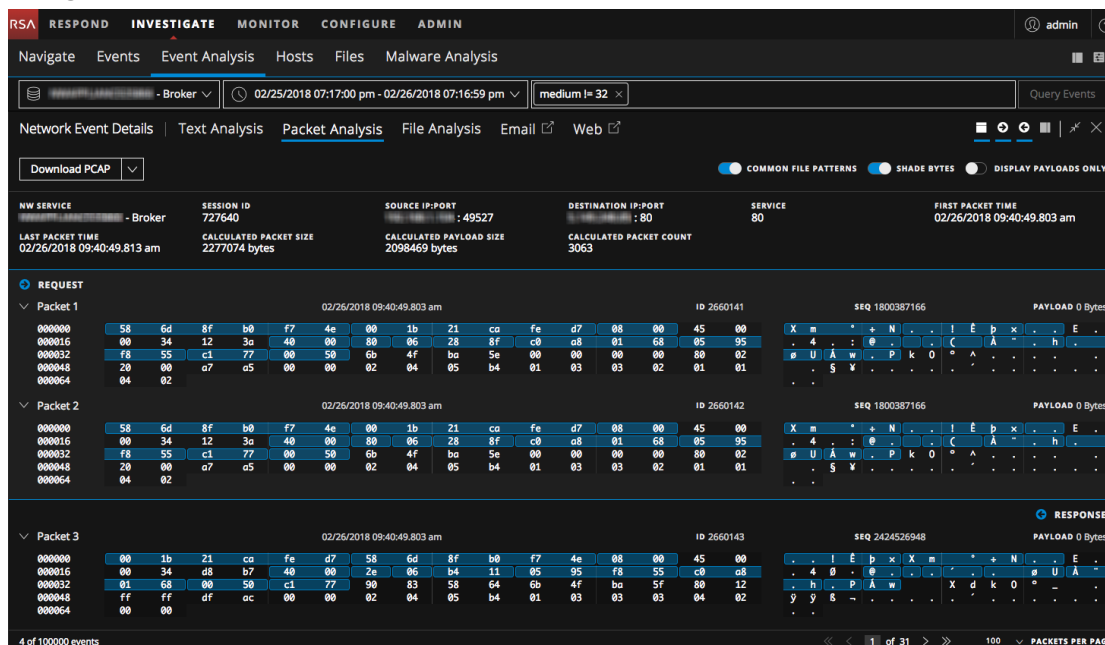 RSA RESPOND INVESTIGATE MONITOR CONFIGURE ADMIN admin
Navigate Events Event Analysis Hosts Files Malware Analysis
- Broker 02/25/2018 07:17:00 pm - 02/26/2018 07:16:59 pm medium != 32 × Query Events
Network Event Details | Text Analysis Packet Analysis File Analysis Email Web
Download PCAP COMMON FILE PATTERNS SHADE BYTES DISPLAY PAYLOADS ONLY
NW SERVICE SESSION ID SOURCE IP:PORT DESTINATION IP:PORT SERVICE FIRST PACKET TIME
- Broker 727640 : 49527 : 80 80 02/26/2018 09:40:49.803 am
LAST PACKET TIME CALCULATED PACKET SIZE CALCULATED PAYLOAD SIZE CALCULATED PACKET COUNT
02/26/2018 09:40:49.813 am 2277074 bytes 2098469 bytes 3063
REQUEST
Packet 1 02/26/2018 09:40:49.803 am ID 2660141 SEQ 1800387166 PAYLOAD 0 Bytes
000000 58 6d 8f b0 f7 4e 00 1b 21 ca fe d7 08 00 45 00 X m ° + N . . ! Ê þ × . . E .
000016 00 34 12 3a 40 00 80 06 28 8f c0 a8 01 68 05 95 . 4 . : @ . . . ( À ¨ . h .
000032 f8 55 c1 77 00 50 6b 4f ba 5e 00 00 00 00 80 02 ø U Á w . P k O º ^ . . . . .
000048 20 00 a7 a5 00 00 02 04 05 b4 01 03 03 02 01 01 . § ¥ . . . . . ´ . . . . . .
000064 04 02 . .
Packet 2 02/26/2018 09:40:49.803 am ID 2660142 SEQ 1800387166 PAYLOAD 0 Bytes
000000 58 6d 8f b0 f7 4e 00 1b 21 ca fe d7 08 00 45 00 X m ° + N . . ! Ê þ × . . E .
000016 00 34 12 3a 40 00 80 06 28 8f c0 a8 01 68 05 95 . 4 . : @ . . . ( À ¨ . h .
000032 f8 55 c1 77 00 50 6b 4f ba 5e 00 00 00 00 80 02 ø U Á w . P k O º ^ . . . . .
000048 20 00 a7 a5 00 00 02 04 05 b4 01 03 03 02 01 01 . § ¥ . . . . . ´ . . . . . .
000064 04 02 . .
RESPONSE
Packet 3 02/26/2018 09:40:49.803 am ID 2660143 SEQ 2424526948 PAYLOAD 0 Bytes
000000 00 1b 21 ca fe d7 58 6d 8f b0 f7 4e 08 00 45 00 . . ! Ê þ × X m ° + N . . E .
000016 00 34 d8 b7 40 00 2e 06 b4 11 05 95 f8 55 c0 a8 . 4 Ø · @ . . . ´ . . ø U À ¨
000032 01 68 00 50 c1 77 90 83 58 64 6b 4f ba 5f 80 12 . h . P Á w X d k O º _ .
000048 ff ff df ac 00 00 02 04 05 b4 01 03 03 03 04 02 ÿ ÿ ß ¬ . . . . . ´ . . . . . .
000064 00 00 . .
4 of 100000 events 1 of 31 100 PACKETS PER PAG